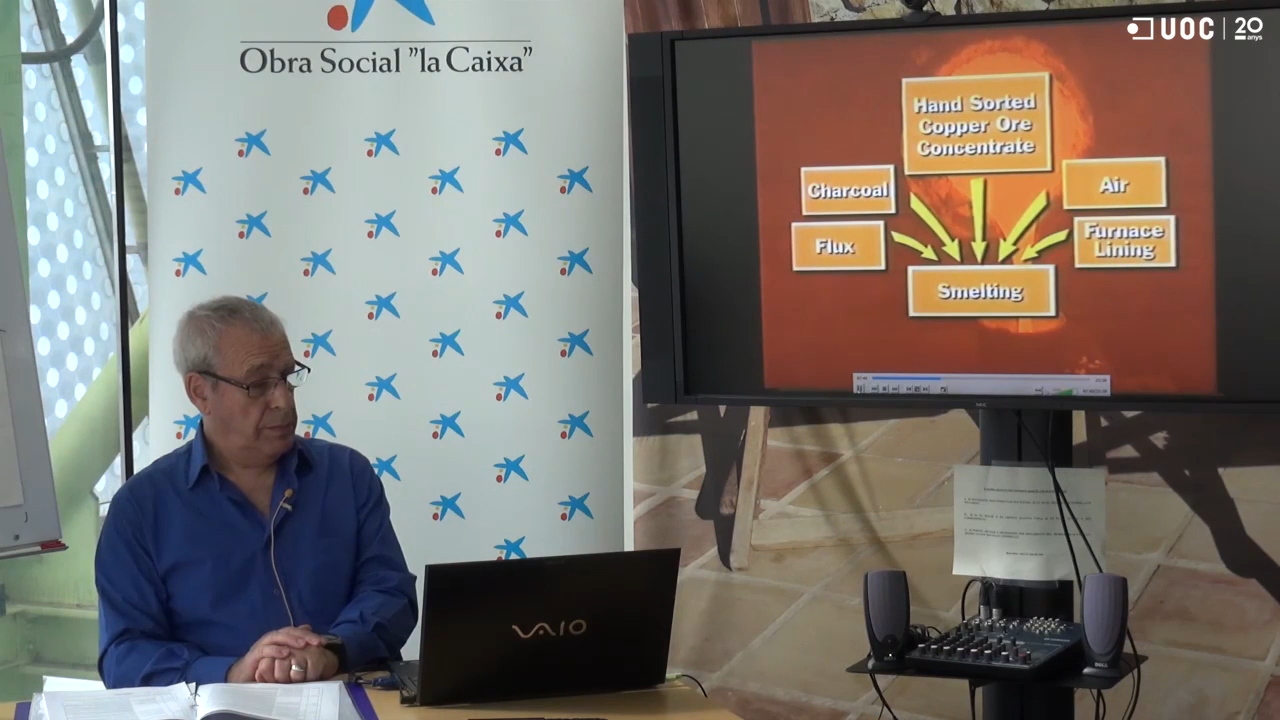 Obra Social "la Caixa"
UOC 20
anys
Hand Sorted
Copper Ore
Concentrate
Charcoal
Air
Flux
Furnace
Lining
Smelting
VAIO